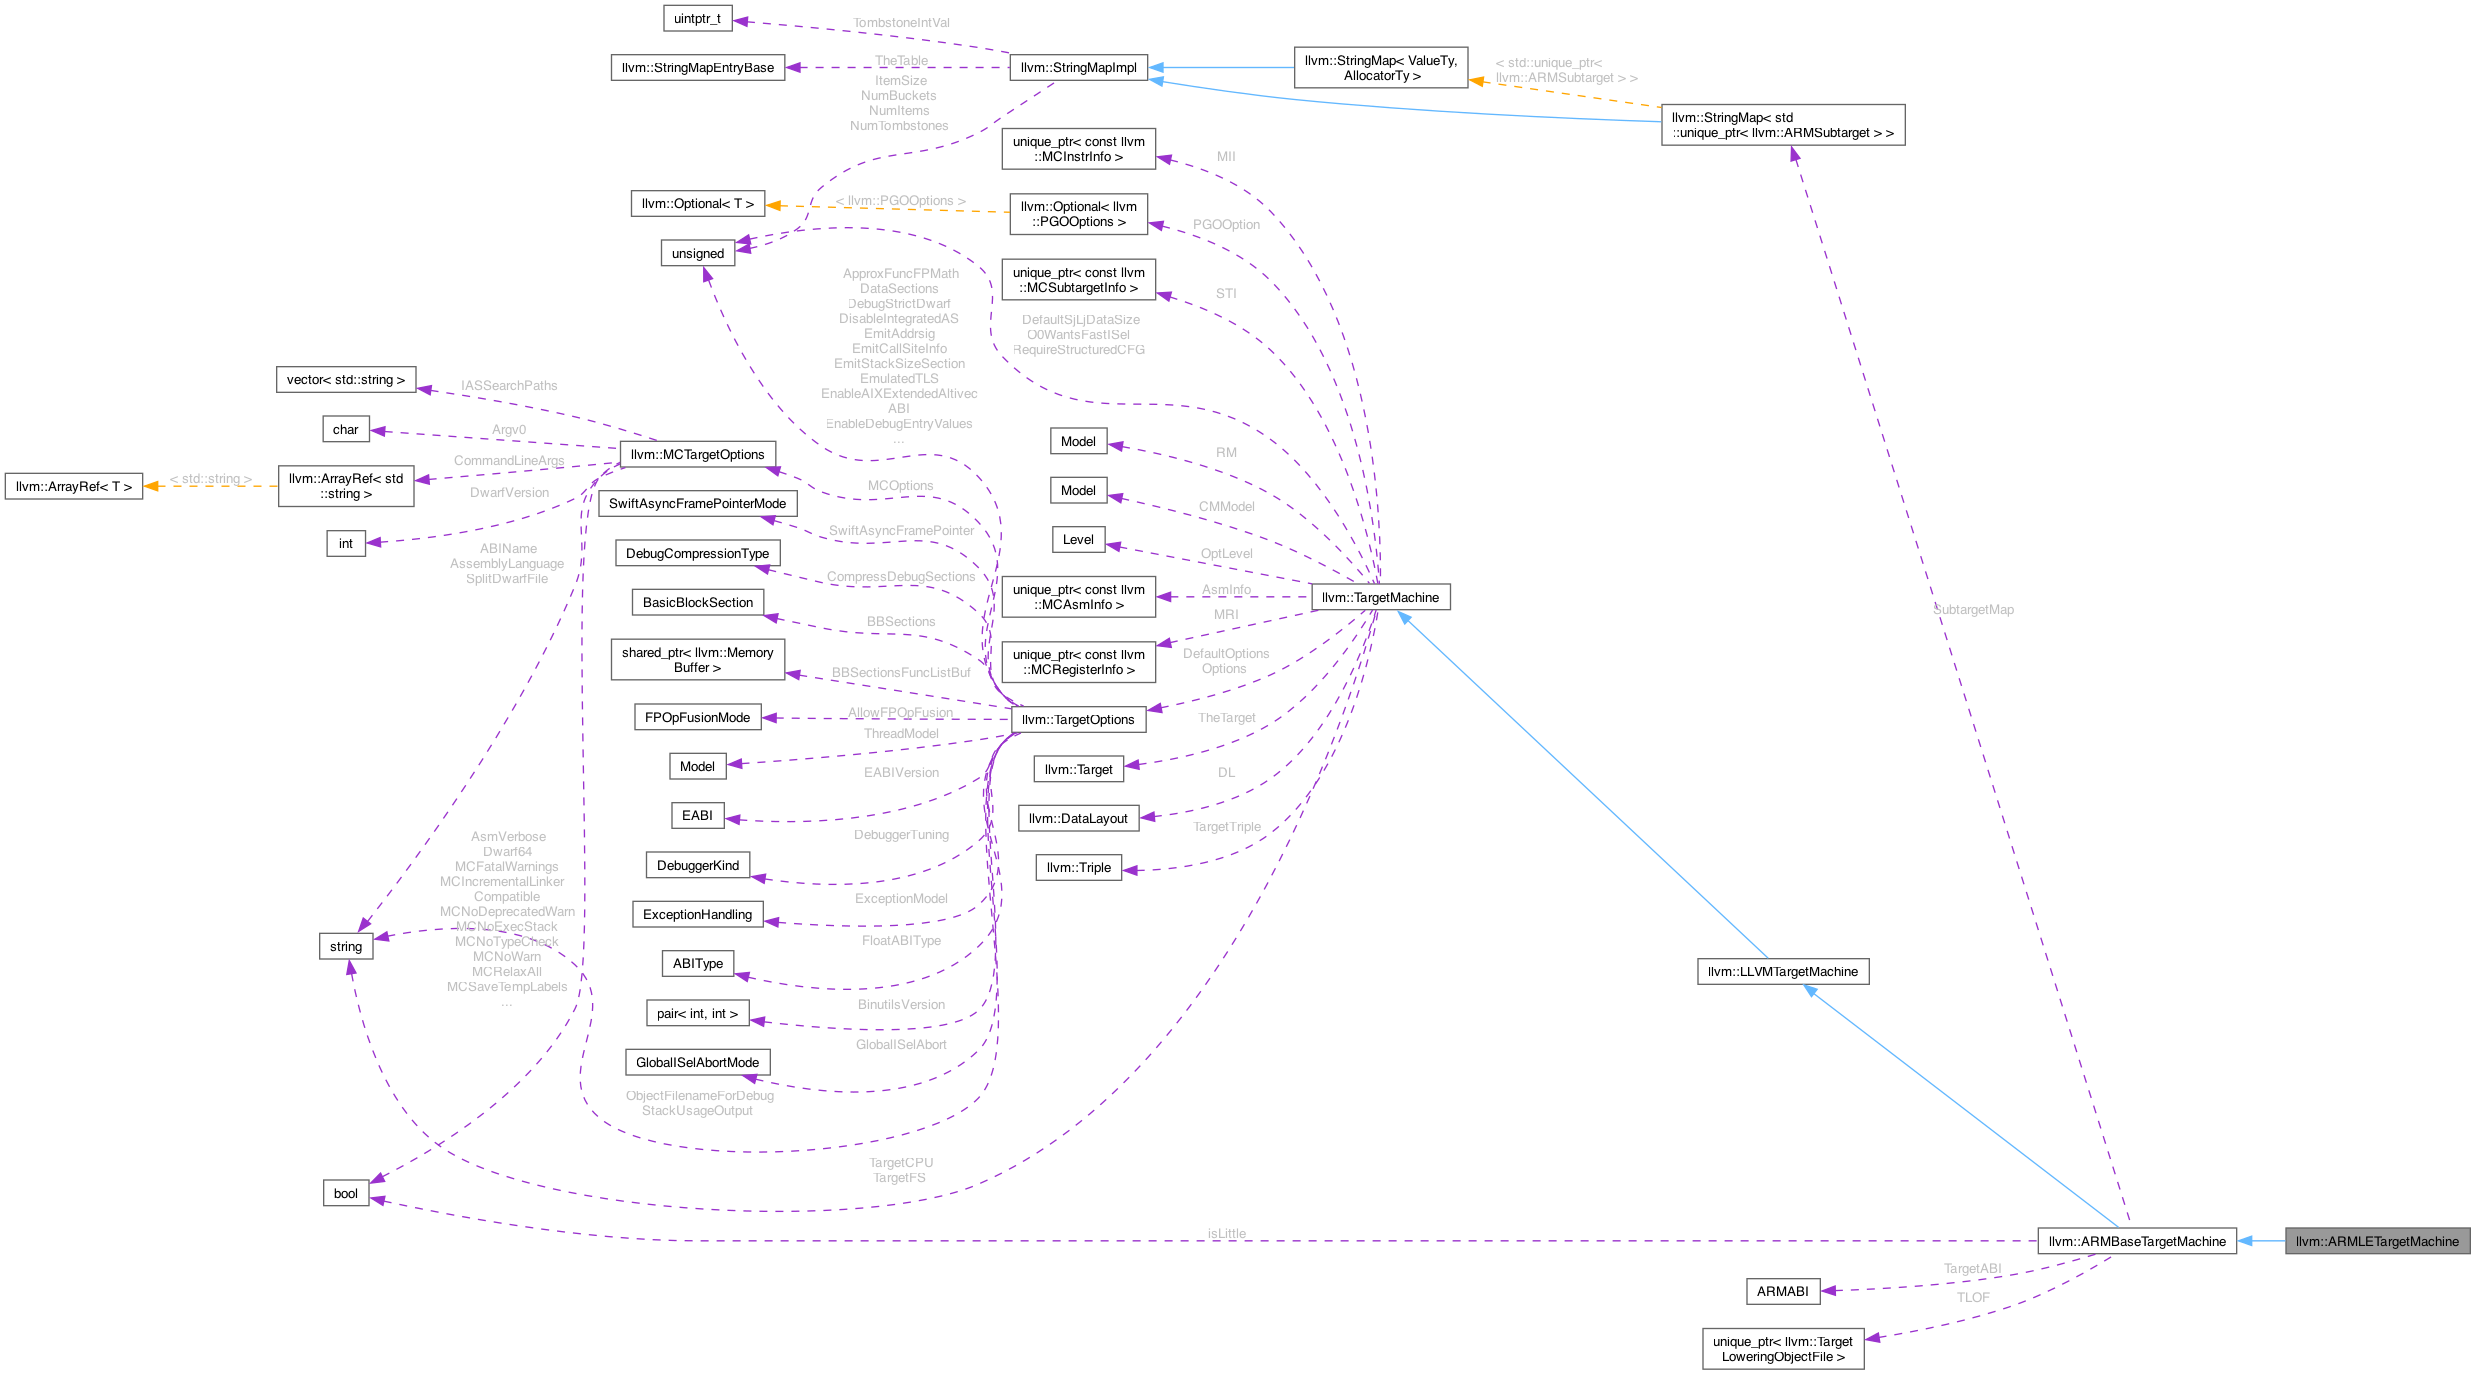 uintptr_t
TombstoneIntVal
llvm::StringMapEntryBase
TheTable
llvm::StringMapImpl
llvm::StringMap< ValueTy,
AllocatorTy >
< std::unique_ptr<
llvm::ARMSubtarget > >
ItemSize
NumBuckets
NumItems
NumTombstones
llvm::StringMap< std
::unique_ptr< llvm::ARMSubtarget > >
unique_ptr< const llvm
::MCInstrInfo >
MII
llvm::Optional< T >
< llvm::PGOOptions >
llvm::Optional< llvm
::PGOOptions >
PGOOption
unsigned
unique_ptr< const llvm
::MCSubtargetInfo >
STI
ApproxFuncFPMath
DataSections
DebugStrictDwarf
DisableIntegratedAS
EmitAddrsig
EmitCallSiteInfo
EmitStackSizeSection
EmulatedTLS
EnableAIXExtendedAltivec
ABI
EnableDebugEntryValues
...
DefaultSjLjDataSize
O0WantsFastISel
RequireStructuredCFG
vector< std::string >
IASSearchPaths
char
Argv0
llvm::MCTargetOptions
Model
RM
llvm::ArrayRef< T >
< std::string >
llvm::ArrayRef< std
::string >
CommandLineArgs
DwarfVersion
MCOptions
Model
CMModel
SwiftAsyncFramePointerMode
SwiftAsyncFramePointer
int
ABIName
AssemblyLanguage
SplitDwarfFile
DebugCompressionType
CompressDebugSections
Level
OptLevel
BasicBlockSection
BBSections
unique_ptr< const llvm
::MCAsmInfo >
AsmInfo
llvm::TargetMachine
SubtargetMap
MRI
shared_ptr< llvm::Memory
Buffer >
BBSectionsFuncListBuf
unique_ptr< const llvm
::MCRegisterInfo >
DefaultOptions
Options
FPOpFusionMode
AllowFPOpFusion
llvm::TargetOptions
TheTarget
Model
ThreadModel
llvm::Target
EABI
EABIVersion
DL
llvm::DataLayout
DebuggerTuning
TargetTriple
DebuggerKind
llvm::Triple
AsmVerbose
Dwarf64
MCFatalWarnings
MCIncrementalLinker
Compatible
MCNoDeprecatedWarn
MCNoExecStack
MCNoTypeCheck
MCNoWarn
MCRelaxAll
MCSaveTempLabels
...
ExceptionHandling
ExceptionModel
string
ABIType
FloatABIType
llvm::LLVMTargetMachine
pair< int, int >
BinutilsVersion
GlobalISelAbortMode
GlobalISelAbort
ObjectFilenameForDebug
StackUsageOutput
TargetCPU
TargetFS
bool
isLittle
llvm::ARMBaseTargetMachine
llvm::ARMLETargetMachine
ARMABI
TargetABI
TLOF
unique_ptr< llvm::Target
LoweringObjectFile >